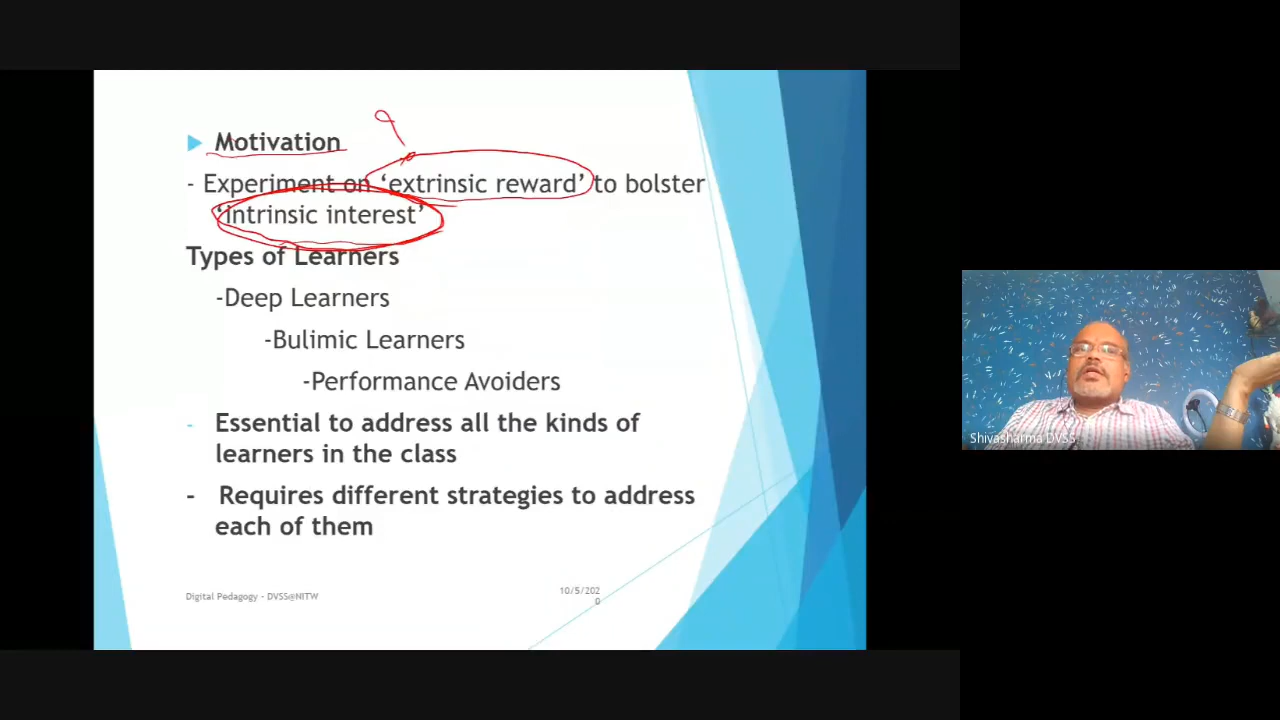 Motivation
- Experiment on ‘extrinsic reward’ to bolster
‘intrinsic interest’
Types of Learners
-Deep Learners
-Bulimic Learners
-Performance Avoiders
- Essential to address all the kinds of
learners in the class
- Requires different strategies to address
each of them
Digital Pedagogy - DVSS@NITW
10/5/202
0
Shivasharma DVSS